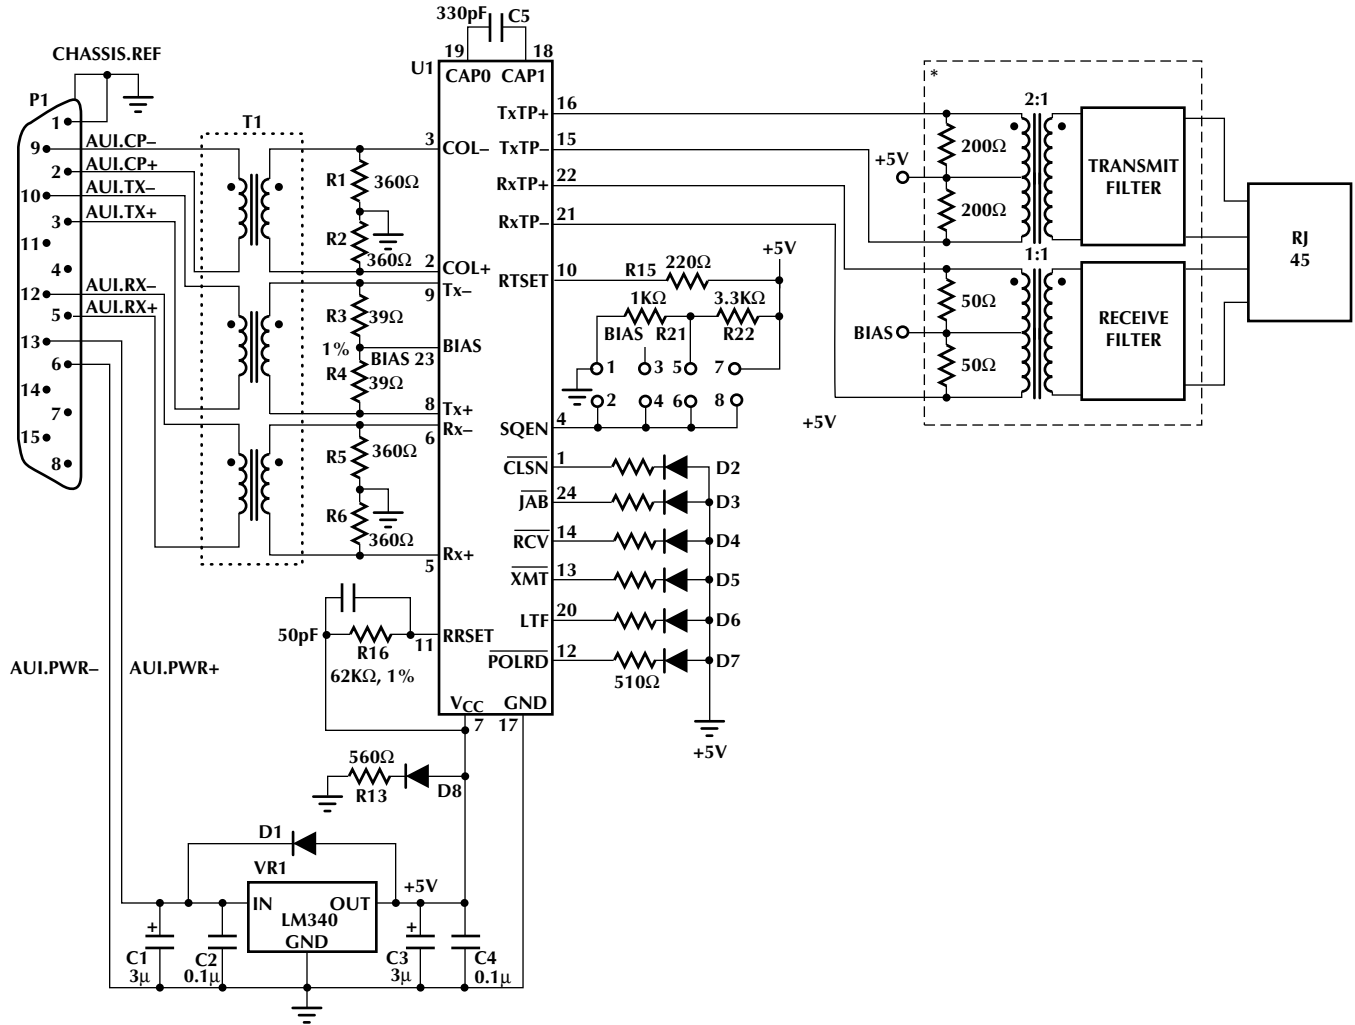 330pF C5
CHASSIS.REF
19 18
U1 CAP0 CAP1
P1
*
TxTP+ 16
2:1
1
T1
9 AUI.CP–
3 COL–
TxTP– 15
200Ω
TRANSMIT
FILTER
2 AUI.CP+
+5V
R1 360Ω
RxTP+ 22
10 AUI.TX–
3 AUI.TX+
RxTP– 21
200Ω
R2
360Ω
RJ
45
11
+5V
1:1
4
2 COL+
RTSET 10
R15 220Ω
12 AUI.RX–
Tx–
9
1KΩ 3.3KΩ
50Ω
5 AUI.RX+
R3 39Ω
BIAS R21 R22
BIAS
RECEIVE
FILTER
13
1%
BIAS 23 BIAS
6
R4 39Ω
1 3 5 7
50Ω
14
2 4 6 8
7
8 Tx+
SQEN 4
+5V
15
Rx–
6
8
R5 360Ω
CLSN 1 D2
JAB 24 D3
R6
360Ω
RCV 14 D4
Rx+
5
XMT 13 D5
LTF 20 D6
50pF
R16
11 RRSET
62KΩ, 1%
POLRD 12 D7
510Ω
AUI.PWR– AUI.PWR+
VCC GND
7 17
+5V
560Ω
R13
D8
D1
VR1
+5V
IN OUT
LM340
GND
+ +
C1
3μ
C2
0.1μ
C3
3μ
C4
0.1μ